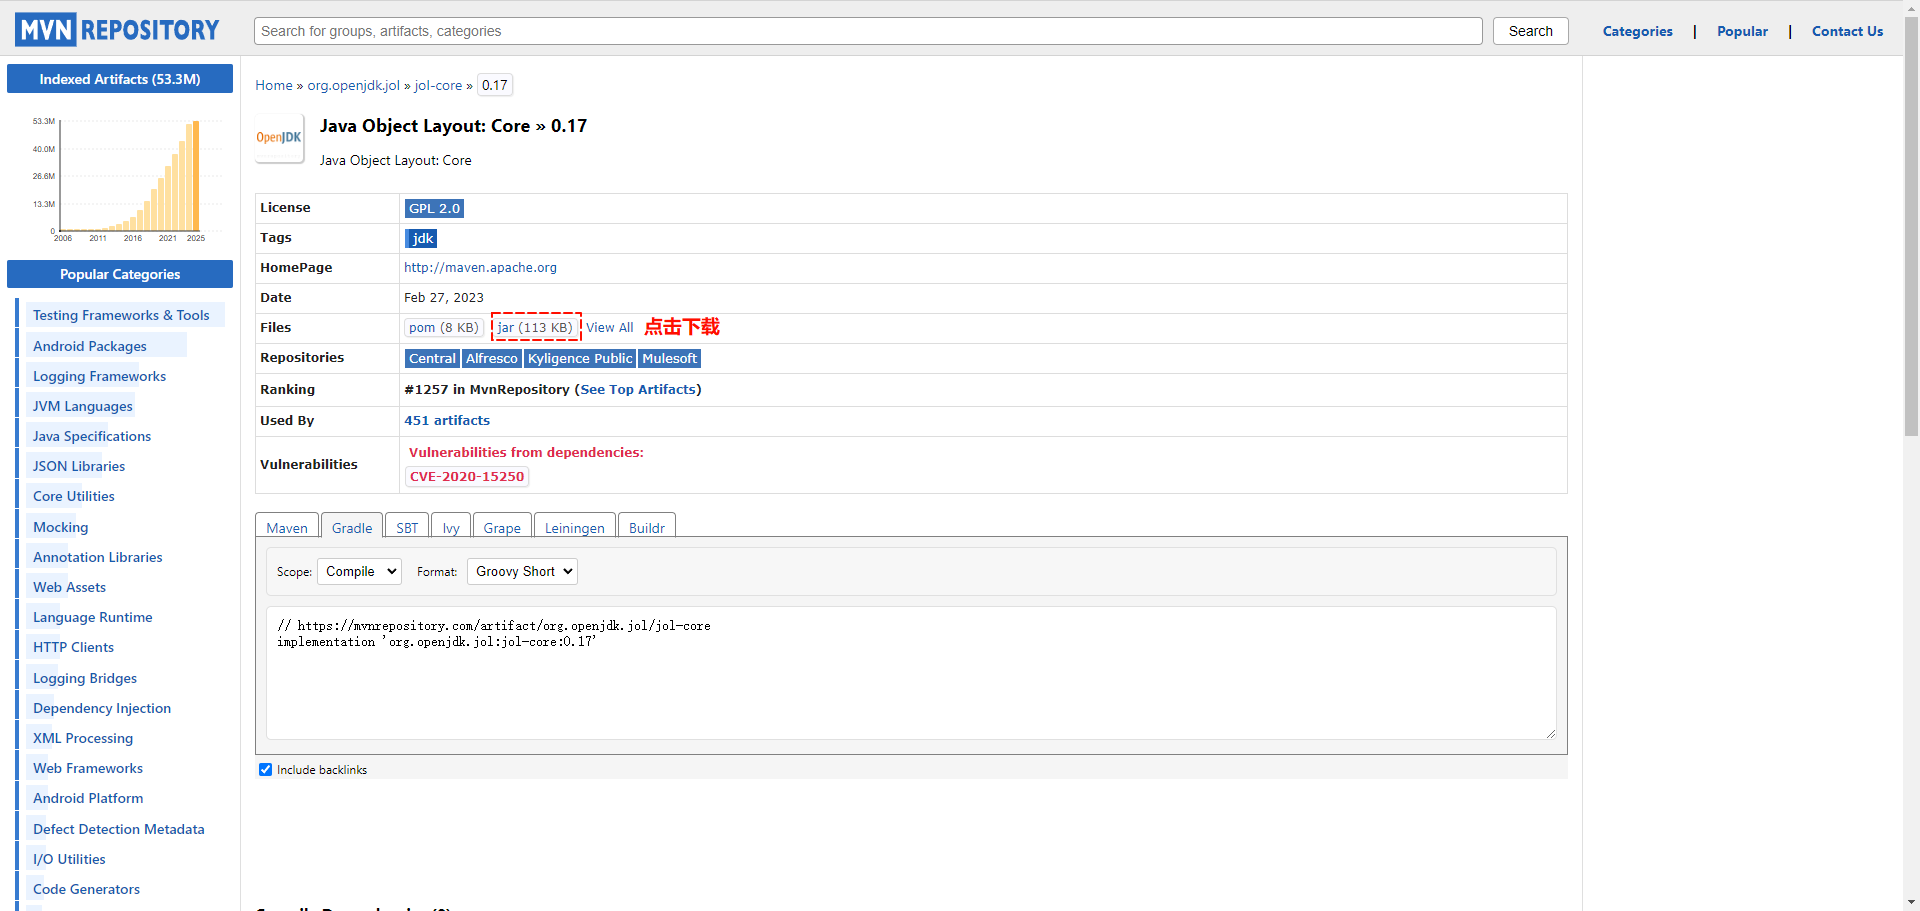 MVN REPOSITORY
Search for groups, artifacts, categories
Search
Categories | Popular | Contact Us
Indexed Artifacts (53.3M)
53.3M
40.0M
26.6M
13.3M
0
2006 2011 2016 2021 2025
Popular Categories
Testing Frameworks & Tools
Android Packages
Logging Frameworks
JVM Languages
Java Specifications
JSON Libraries
Core Utilities
Mocking
Annotation Libraries
Web Assets
Language Runtime
HTTP Clients
Logging Bridges
Dependency Injection
XML Processing
Web Frameworks
Android Platform
Defect Detection Metadata
I/O Utilities
Code Generators
Home » org.openjdk.jol » jol-core » 0.17
OpenJDK
Java Object Layout: Core » 0.17
Java Object Layout: Core
License GPL 2.0
Tags jdk
HomePage http://maven.apache.org
Date Feb 27, 2023
Files pom (8 KB) jar (113 KB) View All 点击下载
Repositories Central Alfresco Kyligence Public Mulesoft
Ranking #1257 in MvnRepository (See Top Artifacts)
Used By 451 artifacts
Vulnerabilities Vulnerabilities from dependencies:
CVE-2020-15250
Maven Gradle SBT Ivy Grape Leiningen Buildr
Scope: Compile Format: Groovy Short
// https://mvnrepository.com/artifact/org.openjdk.jol/jol-core
implementation 'org.openjdk.jol:jol-core:0.17'
Include backlinks